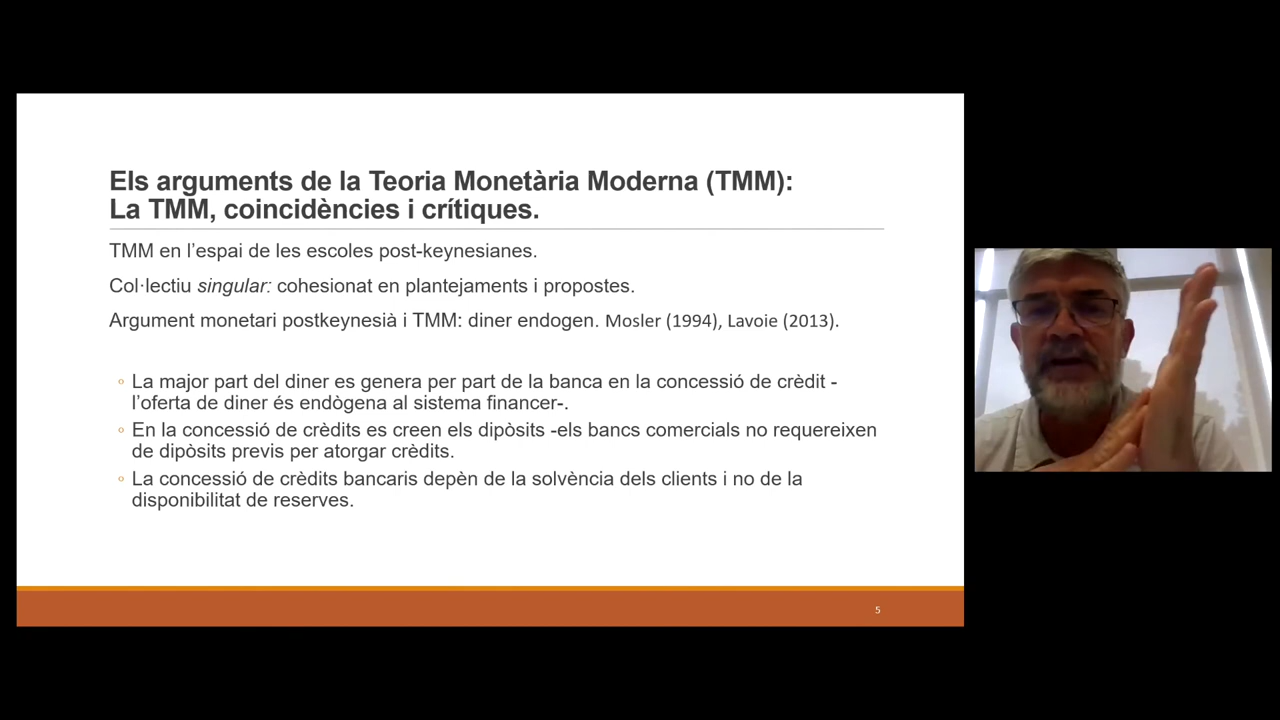 Els arguments de la Teoria Monetària Moderna (TMM):
La TMM, coincidències i crítiques.
TMM en l’espai de les escoles post-keynesianes.
Col·lectiu singular: cohesionat en plantejaments i propostes.
Argument monetari postkeynesià i TMM: diner endogen. Mosler (1994), Lavoie (2013).
◦ La major part del diner es genera per part de la banca en la concessió de crèdit -
l’oferta de diner és endògena al sistema financer-.
◦ En la concessió de crèdits es creen els dipòsits -els bancs comercials no requereixen
de dipòsits previs per atorgar crèdits.
◦ La concessió de crèdits bancaris depèn de la solvència dels clients i no de la
disponibilitat de reserves.
5